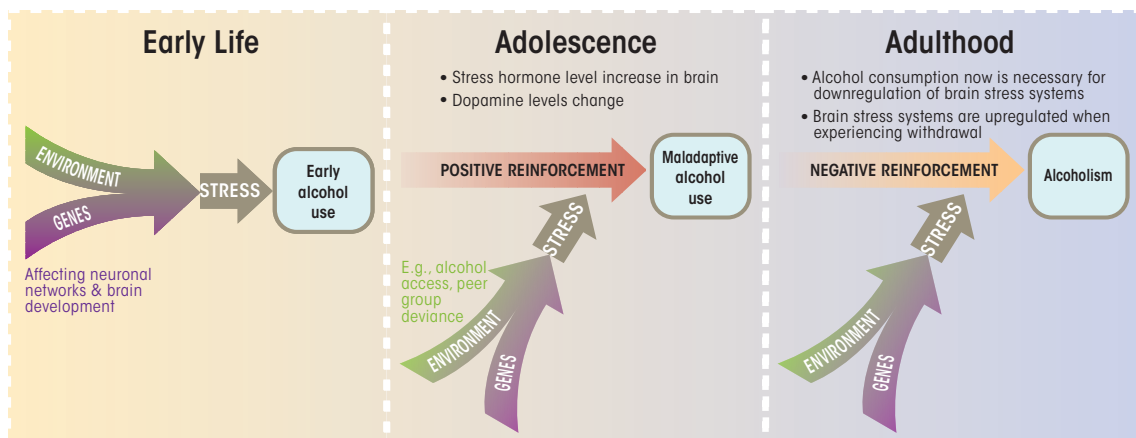 Early Life
ENVIRONMENT
GENES
STRESS
Early
alcohol
use
Affecting neuronal
networks & brain
development
Adolescence
• Stress hormone level increase in brain
• Dopamine levels change
POSITIVE REINFORCEMENT
Maladaptive
alcohol
use
STRESS
E.g., alcohol
access, peer
group
deviance
ENVIRONMENT
GENES
Adulthood
• Alcohol consumption now is necessary for
downregulation of brain stress systems
• Brain stress systems are upregulated when
experiencing withdrawal
NEGATIVE REINFORCEMENT
Alcoholism
STRESS
ENVIRONMENT
GENES